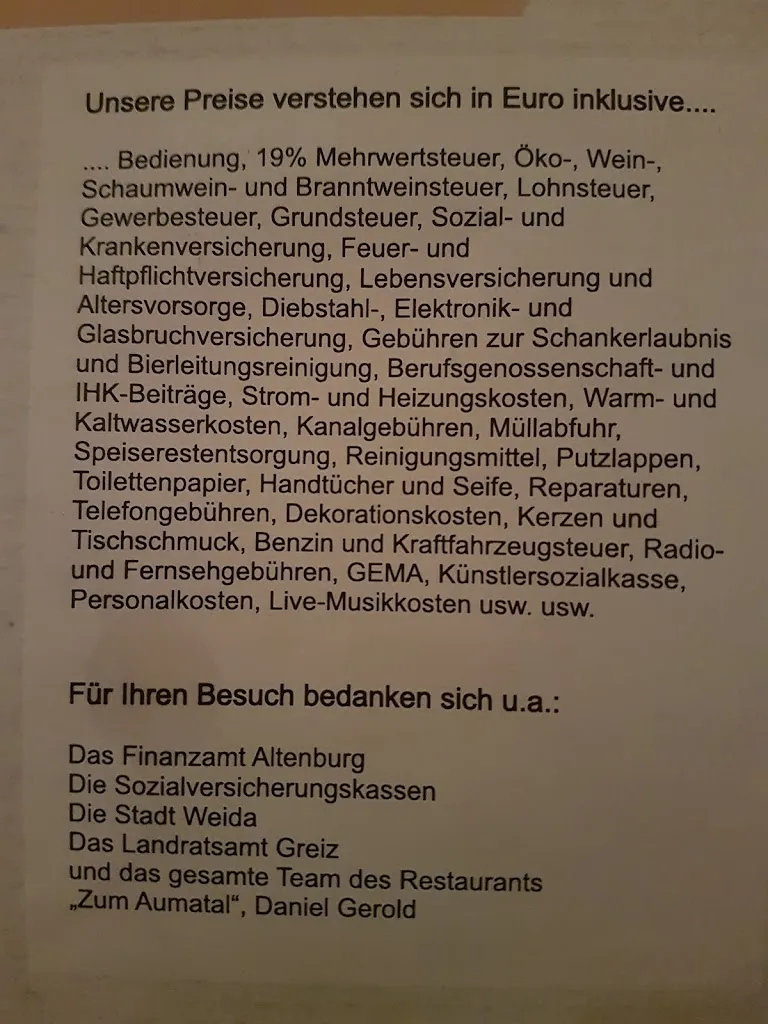 Unsere Preise verstehen sich in Euro inklusive....
.... Bedienung, 19% Mehrwertsteuer, Öko-, Wein-,
Schaumwein- und Branntweinsteuer, Lohnsteuer,
Gewerbesteuer, Grundsteuer, Sozial- und
Krankenversicherung, Feuer- und
Haftpflichtversicherung, Lebensversicherung und
Altersvorsorge, Diebstahl-, Elektronik- und
Glasbruchversicherung, Gebühren zur Schankerlaubnis
und Bierleitungsreinigung, Berufsgenossenschaft- und
IHK-Beiträge, Strom- und Heizungskosten, Warm- und
Kaltwasserkosten, Kanalgebühren, Müllabfuhr,
Speiserestentsorgung, Reinigungsmittel, Putzlappen,
Toilettenpapier, Handtücher und Seife, Reparaturen,
Telefongebühren, Dekorationskosten, Kerzen und
Tischschmuck, Benzin und Kraftfahrzeugsteuer, Radio-
und Fernsehgebühren, GEMA, Künstlersozialkasse,
Personalkosten, Live-Musikkosten usw. usw.
Für Ihren Besuch bedanken sich u.a.:
Das Finanzamt Altenburg
Die Sozialversicherungskassen
Die Stadt Weida
Das Landratsamt Greiz
und das gesamte Team des Restaurants
„Zum Aumatal“, Daniel Gerold